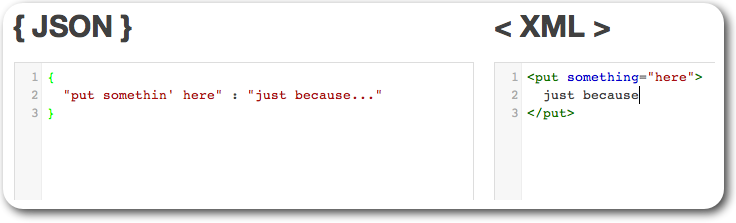 { JSON }
1 {
2 "put somethin' here" : "just because..."
3 }
< XML >
1 <put something="here">
2 just because
3 </put>